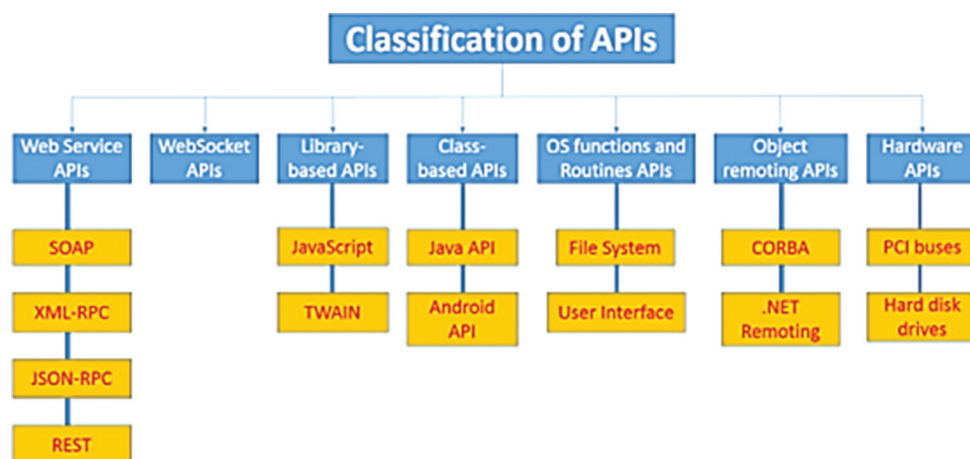 Classification of APIs
Web Service
APIs
WebSocket
APIs
Library-
based APIs
Class-
based APIs
OS functions and
Routines APIs
Object
remoting APIs
Hardware
APIs
SOAP
JavaScript
Java API
File System
CORBA
PCI buses
XML-RPC
TWAIN
Android
API
User Interface
.NET
Remoting
Hard disk
drives
JSON-RPC
REST